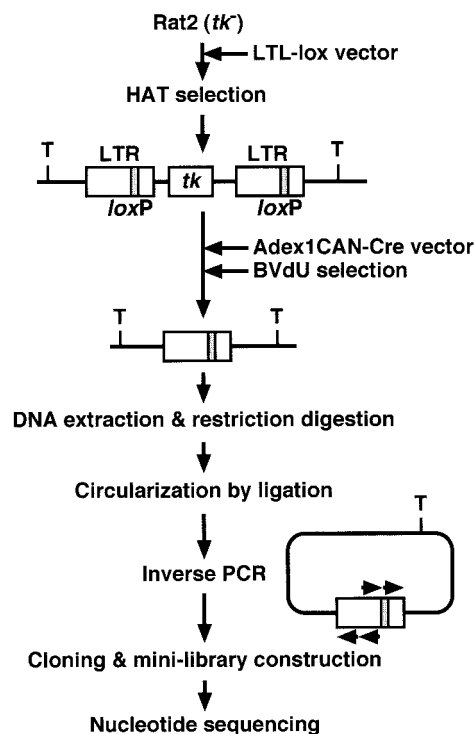 Rat2 (tk-)
LTL-lox vector
HAT selection
T LTR LTR T
tk
loxP loxP
Adex1CAN-Cre vector
BVdU selection
T T
DNA extraction & restriction digestion
Circularization by ligation
T
Inverse PCR
Cloning & mini-library construction
Nucleotide sequencing